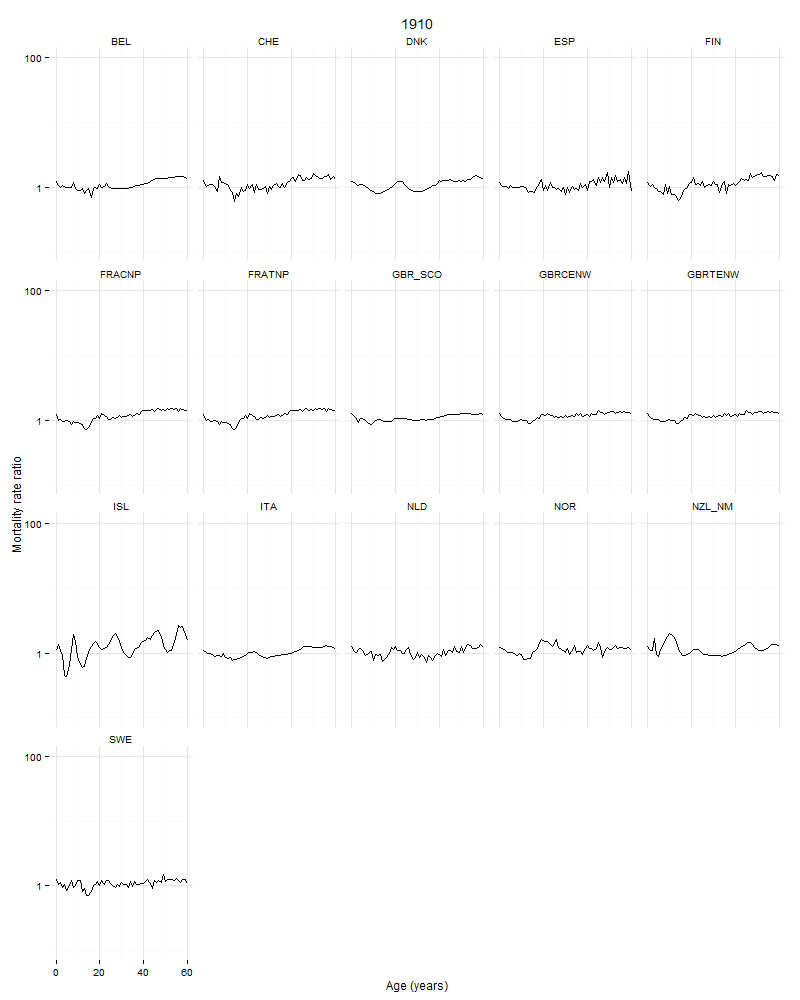 1910
BEL CHE DNK ESP FIN
100
1
FRACNP FRATNP GBR_SCO GBRCENW GBRTENW
100
1
ISL ITA NLD NOR NZL_NM
100
1
SWE
100
1
0 20 40 60
Mortality rate ratio
Age (years)